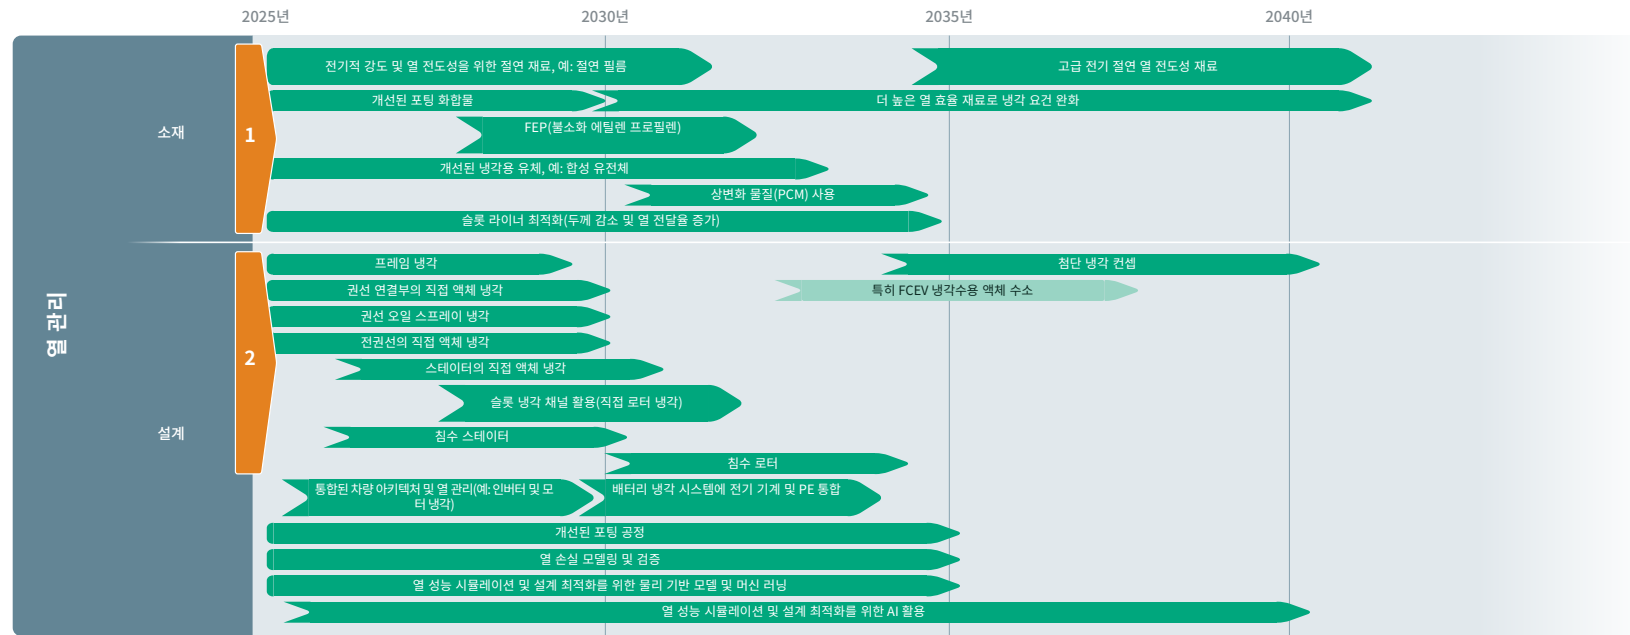 2025년
2030년
2035년
2040년
열 관리
소재
1
전기적 강도 및 열 전도성을 위한 절연 재료, 예: 절연 필름
고급 전기 절연 열 전도성 재료
개선된 포팅 화합물
더 높은 열 효율 재료로 냉각 요건 완화
FEP(불소화 에틸렌 프로필렌)
개선된 냉각용 유체, 예: 합성 유전체
상변화 물질(PCM) 사용
슬롯 라이너 최적화(두께 감소 및 열 전달율 증가)
설계
2
프레임 냉각
첨단 냉각 컨셉
권선 연결부의 직접 액체 냉각
특히 FCEV 냉각수용 액체 수소
권선 오일 스프레이 냉각
전권선의 직접 액체 냉각
스테이터의 직접 액체 냉각
슬롯 냉각 채널 활용(직접 로터 냉각)
침수 스테이터
침수 로터
통합된 차량 아키텍처 및 열 관리(예: 인버터 및 모
터 냉각)
배터리 냉각 시스템에 전기 기계 및 PE 통합
개선된 포팅 공정
열 손실 모델링 및 검증
열 성능 시뮬레이션 및 설계 최적화를 위한 물리 기반 모델 및 머신 러닝
열 성능 시뮬레이션 및 설계 최적화를 위한 AI 활용